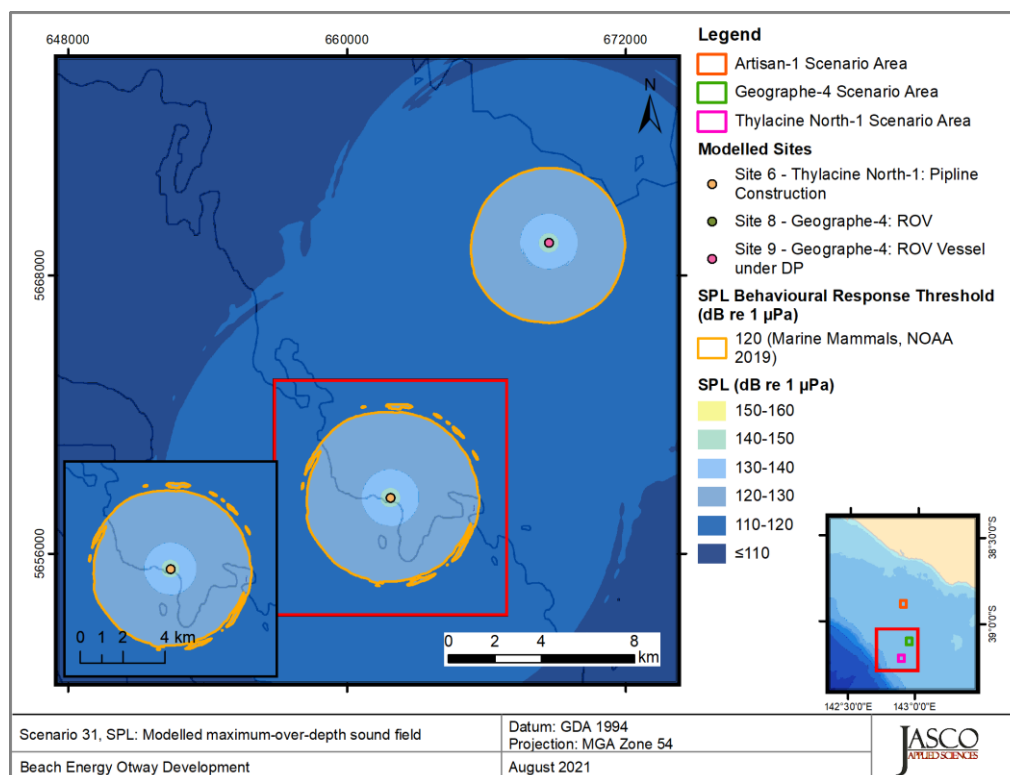 648000
660000
672000
5668000
5656000
N
0 1 2 4 km
0 2 4 8
km
Legend
Artisan-1 Scenario Area
Geographe-4 Scenario Area
Thylacine North-1 Scenario Area
Modelled Sites
Site 6 - Thylacine North-1: Pipline
Construction
Site 8 - Geographe-4: ROV
Site 9 - Geographe-4: ROV Vessel
under DP
SPL Behavioural Response Threshold
(dB re 1 µPa)
120 (Marine Mammals, NOAA
2019)
SPL (dB re 1 µPa)
150-160
140-150
130-140
120-130
110-120
≤110
38°30'0"S
39°0'0"S
142°30'0"E
143°0'0"E
Scenario 31, SPL: Modelled maximum-over-depth sound field
Datum: GDA 1994
Projection: MGA Zone 54
Beach Energy Otway Development
August 2021
JASCO
APPLIED SCIENCES